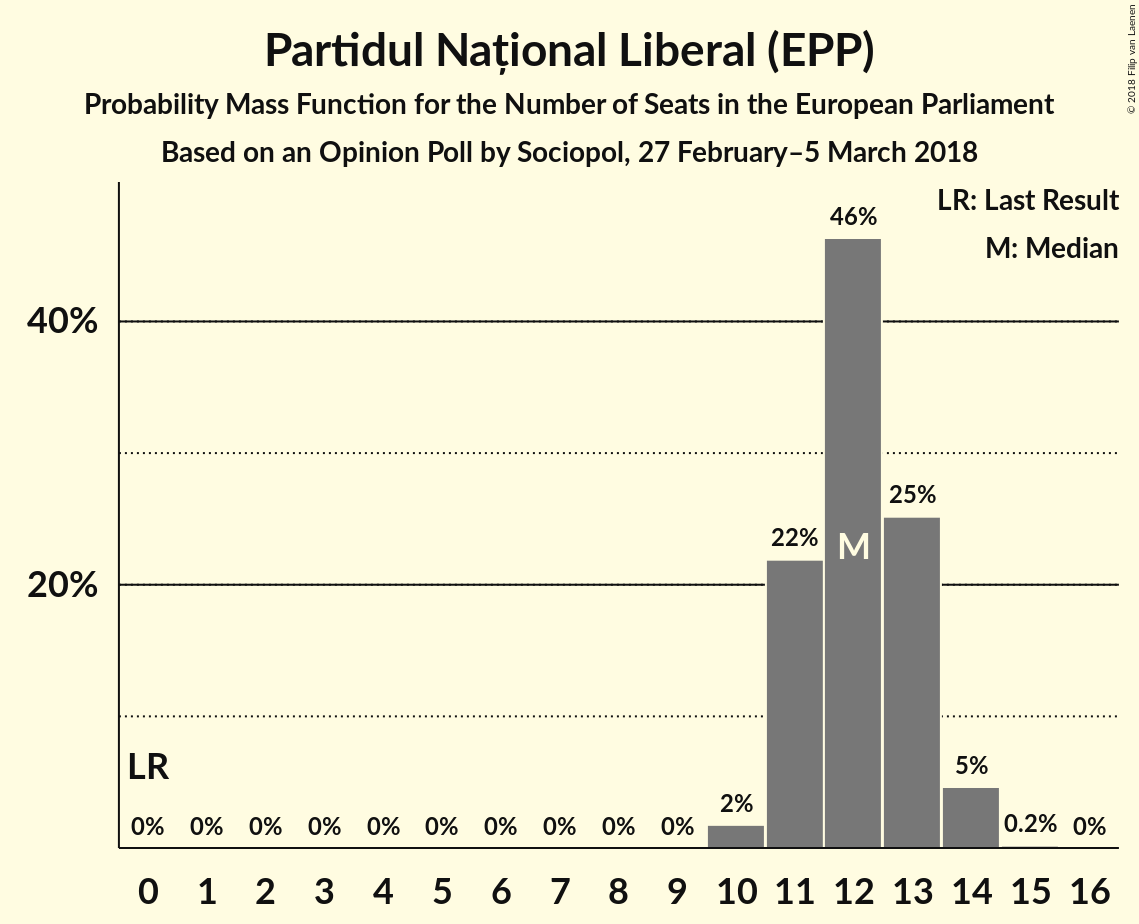 Partidul Național Liberal (EPP)
Probability Mass Function for the Number of Seats in the European Parliament
Based on an Opinion Poll by Sociopol, 27 February–5 March 2018
© 2018 Filip van Laenen
LR: Last Result
M: Median
46%
40%
25%
22%
M
20%
LR
5%
2%
0% 0% 0% 0% 0% 0% 0% 0% 0% 0% 0.2% 0%
0 1 2 3 4 5 6 7 8 9 10 11 12 13 14 15 16